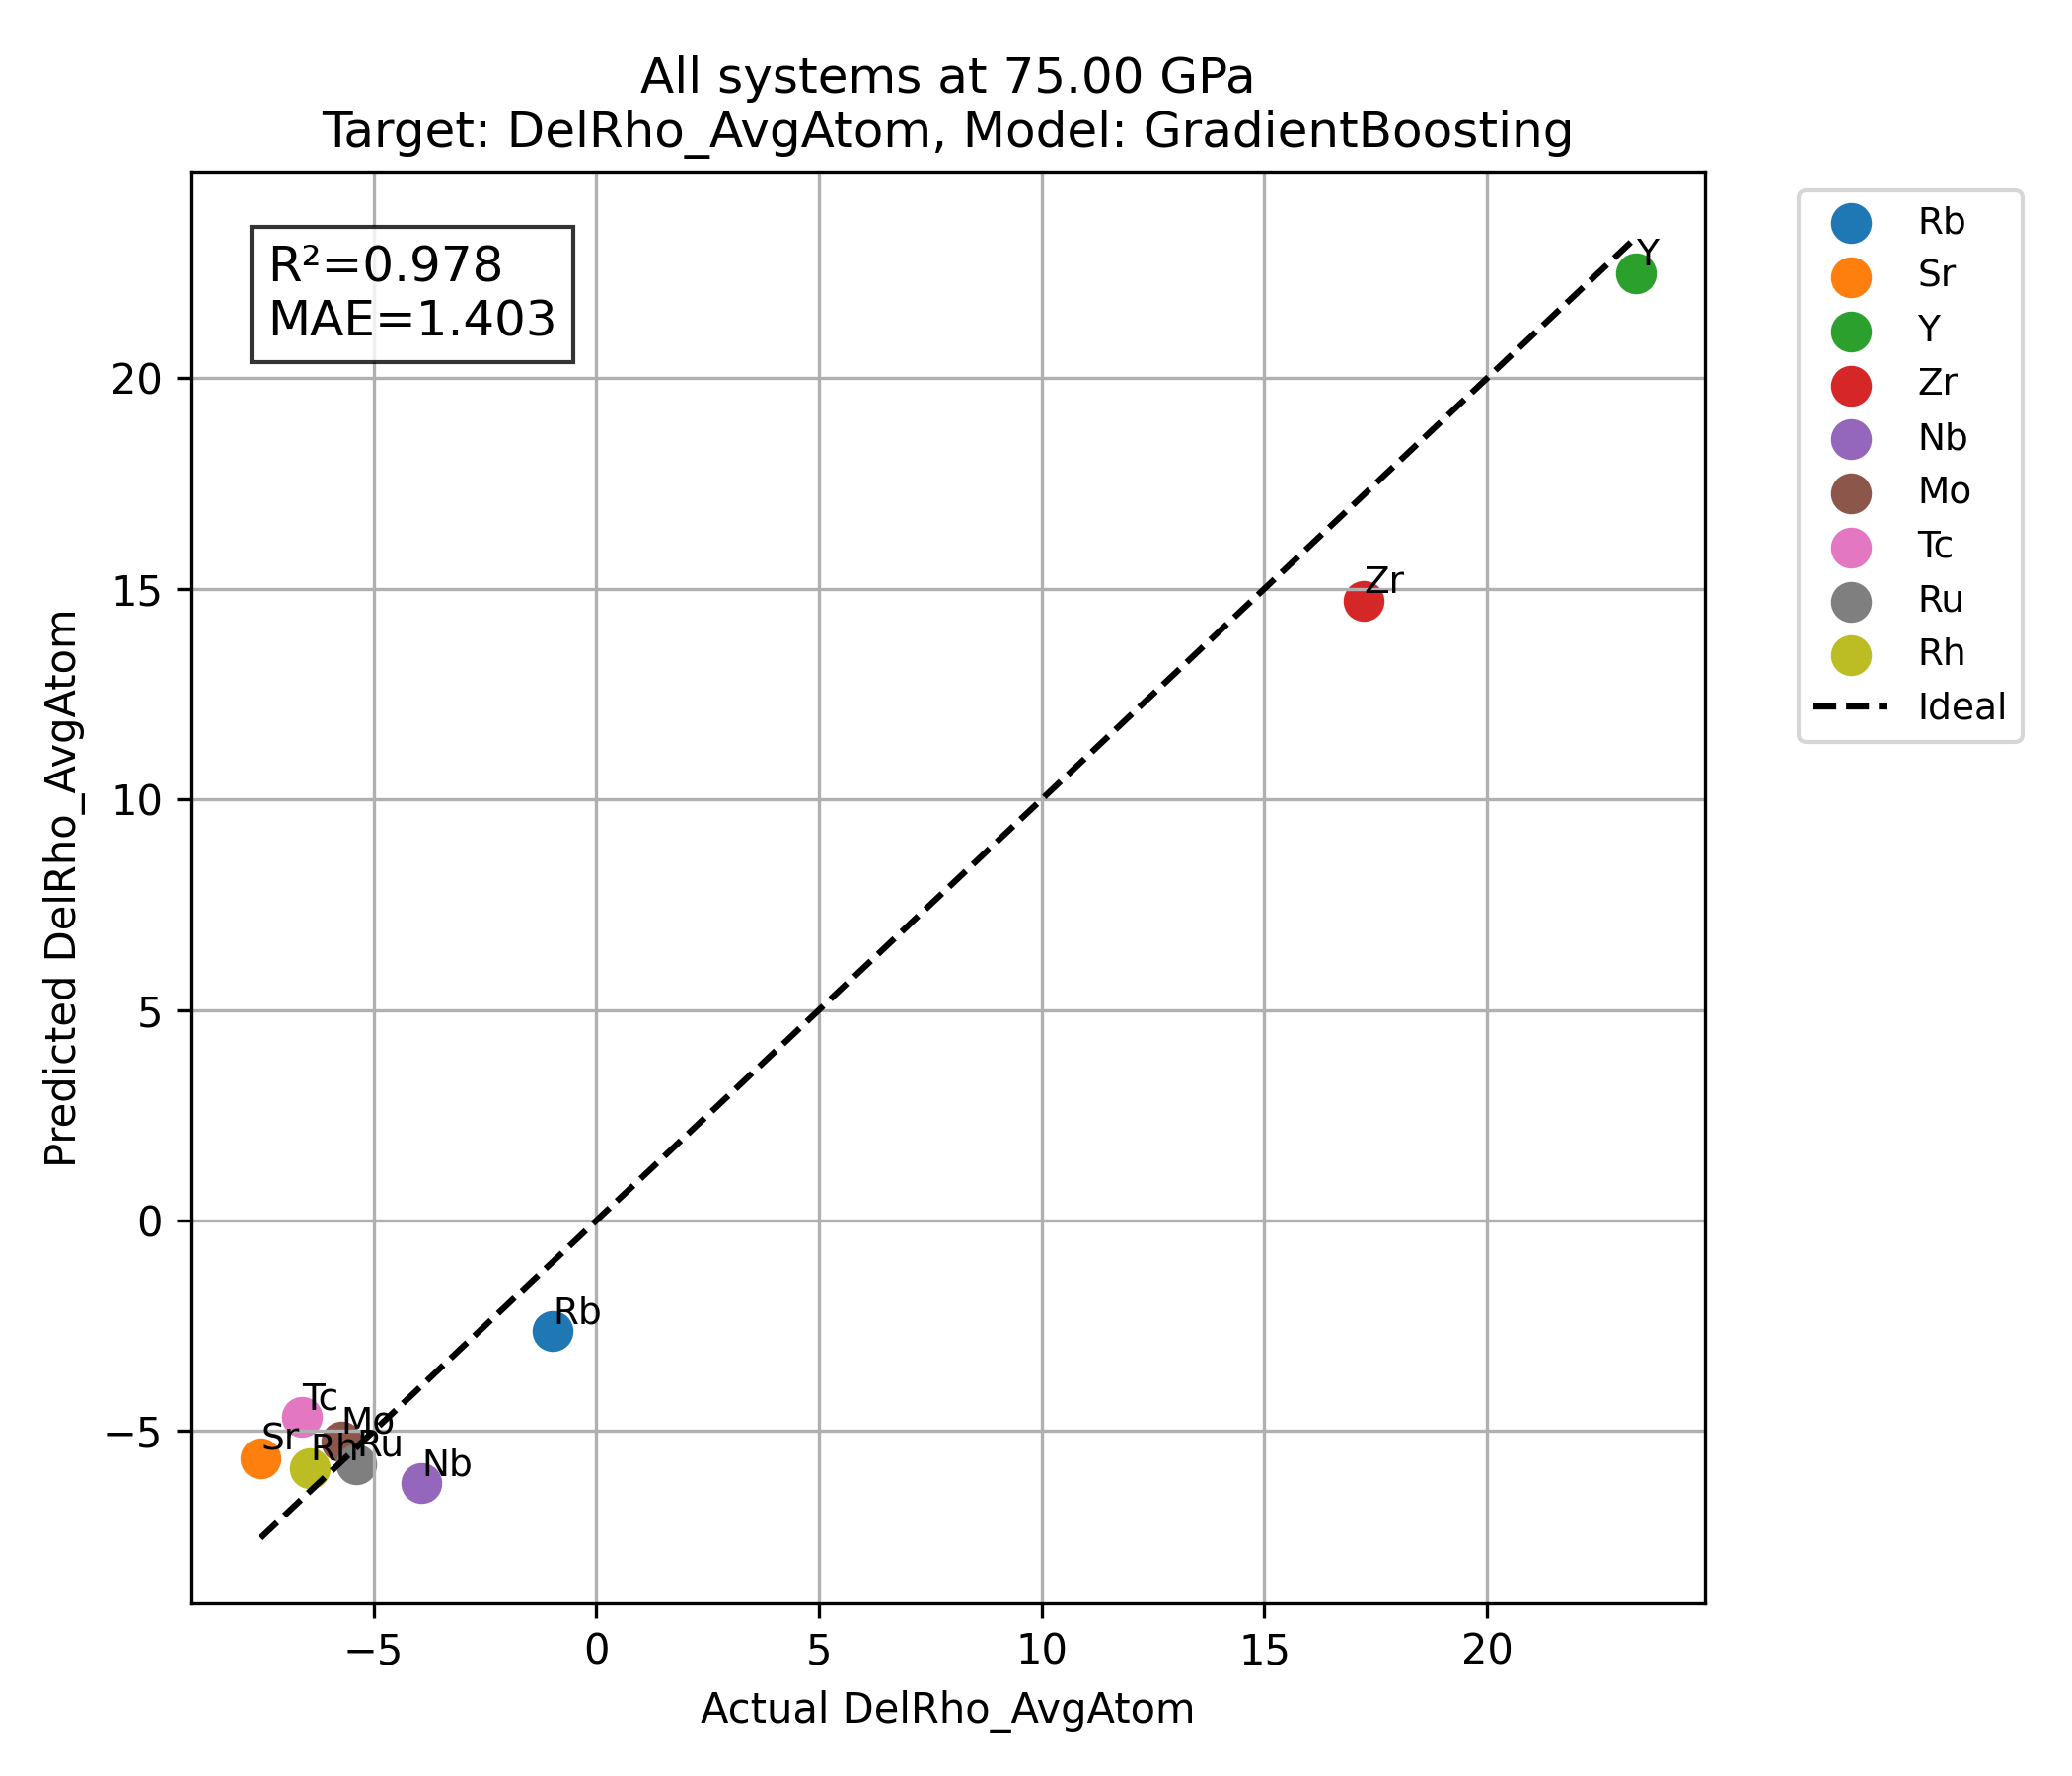 All systems at 75.00 GPa
Target: DelRho_AvgAtom, Model: GradientBoosting
R²=0.978
MAE=1.403
Y
Zr
Rb
Tc
Mo
Sr
Rh
Ru
Nb
20
15
10
5
0
−5
−5
0
5
10
15
20
Predicted DelRho_AvgAtom
Actual DelRho_AvgAtom
Rb
Sr
Y
Zr
Nb
Mo
Tc
Ru
Rh
Ideal